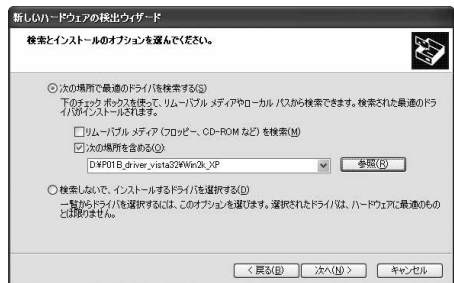 新しいハードウェアの検出ウィザード
検索とインストールのオプションを選んでください。
次の場所で最適のドライバを検索する(S)
下のチェック ボックスを使って、リムーバブル メディアやローカル パスから検索できます。検索された最適のドラ
イバがインストールされます。
リムーバブル メディア (フロッピー、CD-ROM など) を検索(M)
次の場所を含める(O):
D:¥P01B_driver_vista32¥Win2k_XP
参照(R)
検索しないで、インストールするドライバを選択する(D)
一覧からドライバを選択するには、このオプションを選びます。選択されたドライバは、ハードウェアに最適のもの
とは限りません。
< 戻る(B)
次へ(N) >
キャンセル